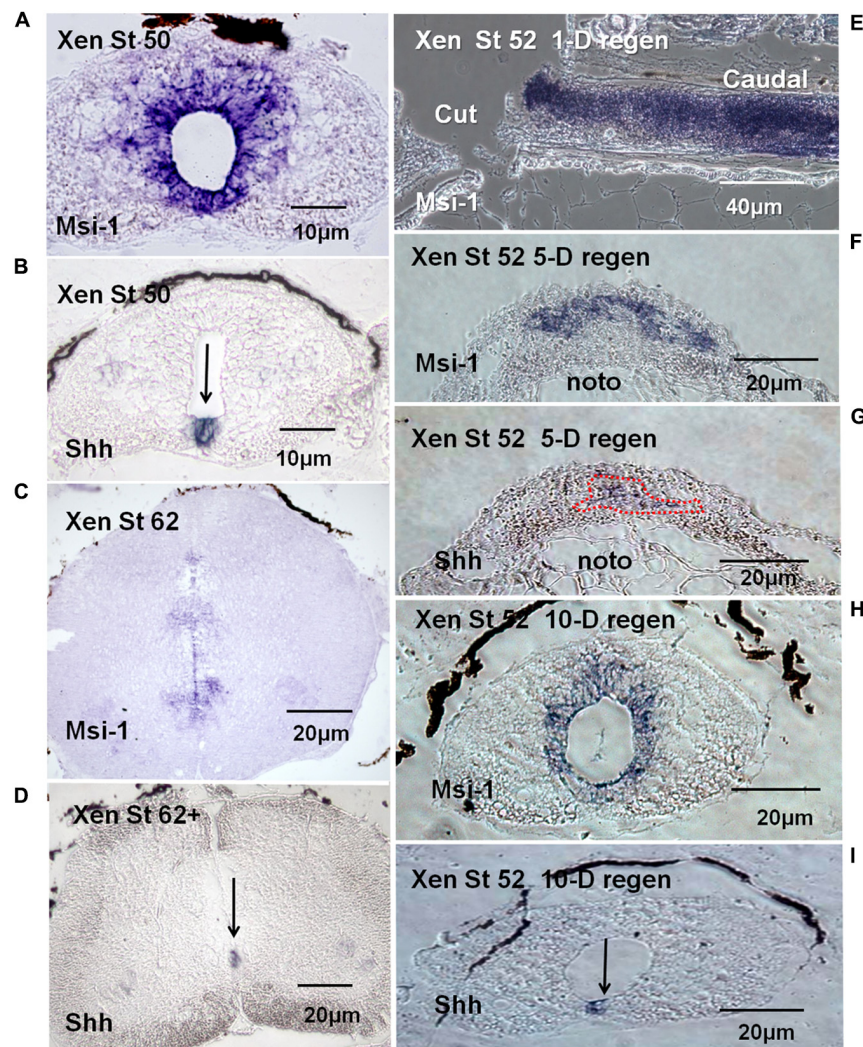 A
Xen St 50
Msi-1
10µm
B
Xen St 50
Shh
10µm
C
Xen St 62
Msi-1
20µm
D
Xen St 62+
Shh
20µm
E
Xen St 52 1-D regen
Caudal
Cut
Msi-1
40µm
F
Xen St 52 5-D regen
Msi-1
noto
20µm
G
Xen St 52 5-D regen
Shh
noto
20µm
H
Xen St 52 10-D regen
Msi-1
20µm
I
Xen St 52 10-D regen
Shh
20µm